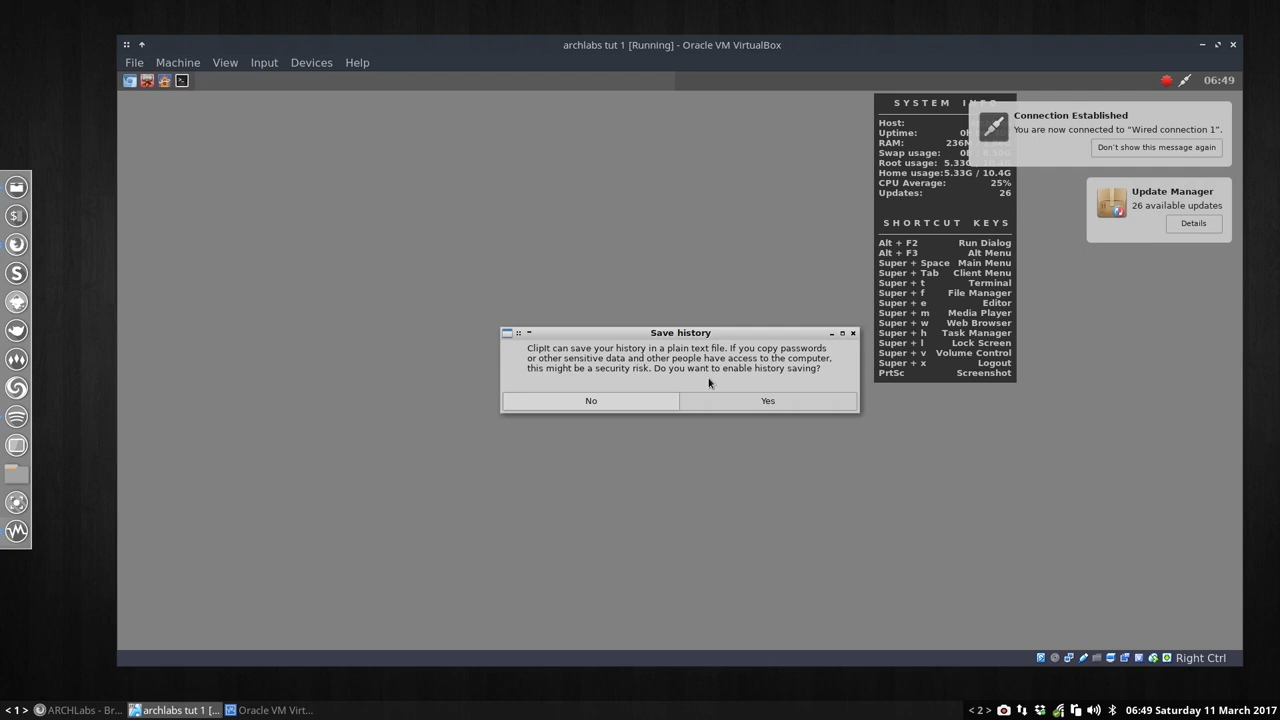 archlabs tut 1 [Running] - Oracle VM VirtualBox
File Machine View Input Devices Help
06:49
SYSTEM
Host:
Uptime:
RAM: 236M
Swap usage:
Root usage: 5.33G
Home usage:5.33G / 10.4G
CPU Average: 25%
Updates: 26
SHORTCUT KEYS
Alt + F2 Run Dialog
Alt + F3 Alt Menu
Super + Space Main Menu
Super + Tab Client Menu
Super + t Terminal
Super + f File Manager
Super + e Editor
Super + m Media Player
Super + w Web Browser
Super + h Task Manager
Super + l Lock Screen
Super + v Volume Control
Super + x Logout
PrtSc Screenshot
Connection Established
You are now connected to “Wired connection 1”.
Don’t show this message again
Update Manager
26 available updates
Details
Save history
ClipIt can save your history in a plain text file. If you copy passwords
or other sensitive data and other people have access to the computer,
this might be a security risk. Do you want to enable history saving?
No Yes
Right Ctrl
< 1 > ARCHLabs - Br... archlabs tut 1 [... Oracle VM Virt... < 2 > 06:49 Saturday 11 March 2017